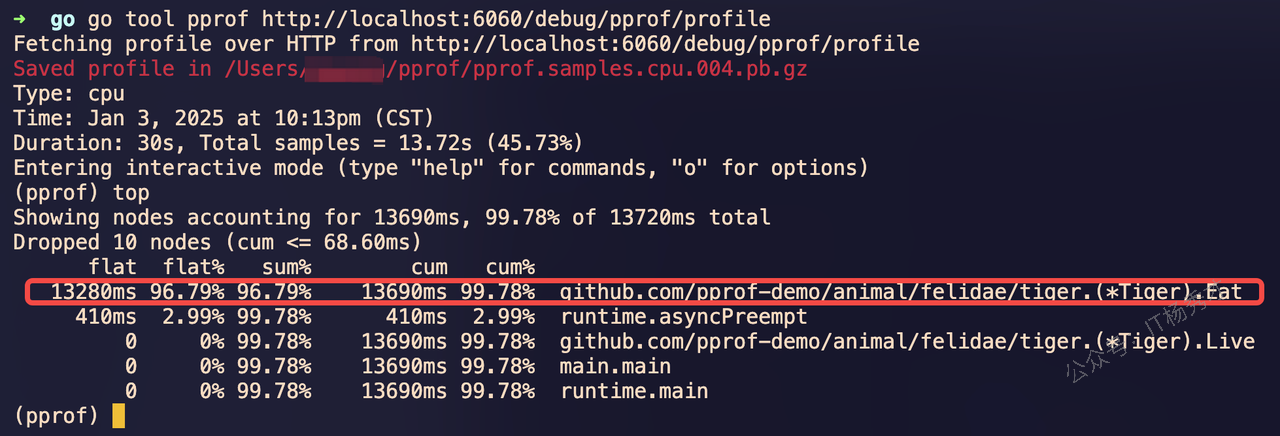 ➜  go go tool pprof http://localhost:6060/debug/pprof/profile
Fetching profile over HTTP from http://localhost:6060/debug/pprof/profile
Saved profile in /Users/ /pprof/pprof.samples.cpu.004.pb.gz
Type: cpu
Time: Jan 3, 2025 at 10:13pm (CST)
Duration: 30s, Total samples = 13.72s (45.73%)
Entering interactive mode (type "help" for commands, "o" for options)
(pprof) top
Showing nodes accounting for 13690ms, 99.78% of 13720ms total
Dropped 10 nodes (cum <= 68.60ms)
flat  flat%   sum%        cum   cum%
13280ms 96.79% 96.79%    13690ms 99.78%  github.com/pprof-demo/animal/felidae/tiger.(*Tiger).Eat
410ms  2.99% 99.78%      410ms  2.99%  runtime.asyncPreempt
0     0% 99.78%    13690ms 99.78%  github.com/pprof-demo/animal/felidae/tiger.(*Tiger).Live
0     0% 99.78%    13690ms 99.78%  main.main
0     0% 99.78%    13690ms 99.78%  runtime.main
(pprof)
公众号 IT杨秀